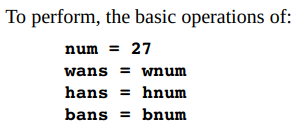 To perform, the basic operations of:
num = 27
wans = wnum
hans = hnum
bans = bnum